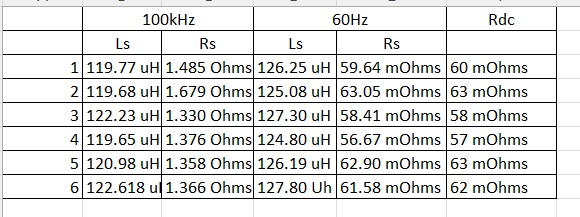 100kHz 60Hz Rdc
Ls Rs Ls Rs
1 119.77 uH 1.485 Ohms 126.25 uH 59.64 mOhms 60 mOhms
2 119.68 uH 1.679 Ohms 125.08 uH 63.05 mOhms 63 mOhms
3 122.23 uH 1.330 Ohms 127.30 uH 58.41 mOhms 58 mOhms
4 119.65 uH 1.376 Ohms 124.80 uH 56.67 mOhms 57 mOhms
5 120.98 uH 1.358 Ohms 126.19 uH 62.90 mOhms 63 mOhms
6 122.618 u 1.366 Ohms 127.80 Uh 61.58 mOhms 62 mOhms